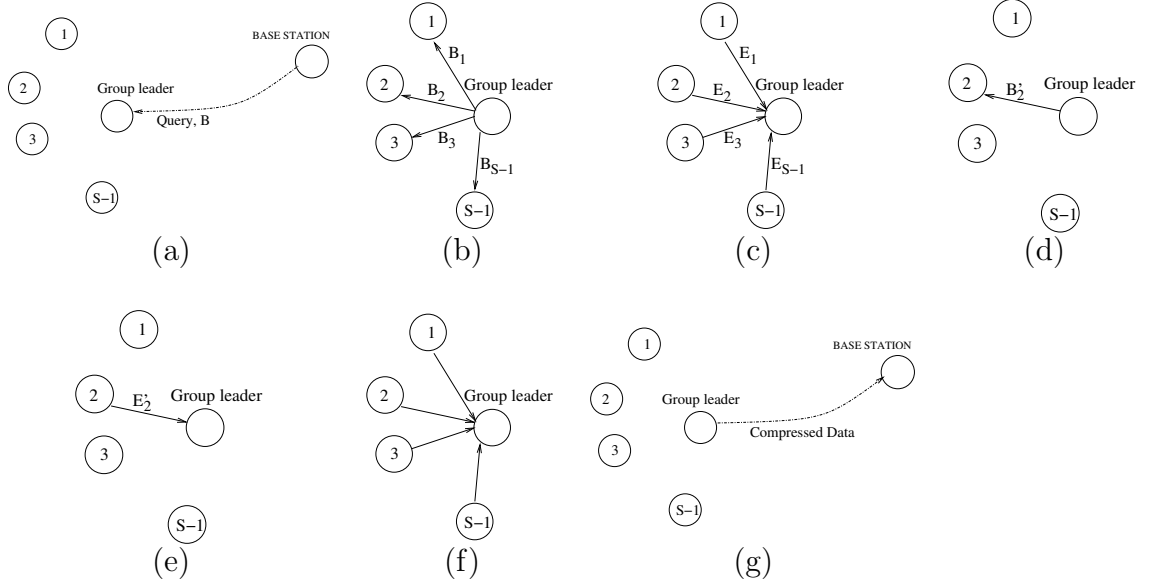 1
BASE STATION
2
Group leader
3
Query, B
S−1
(a)
1
B1
2
Group leader
B2
3
B3
BS−1
S−1
(b)
1
E1
2
Group leader
E2
3
E3
ES−1
S−1
(c)
1
2
Group leader
B2'
3
S−1
(d)
1
2
Group leader
E2'
3
S−1
(e)
1
2
Group leader
3
S−1
(f)
1
BASE STATION
2
Group leader
3
Compressed Data
S−1
(g)